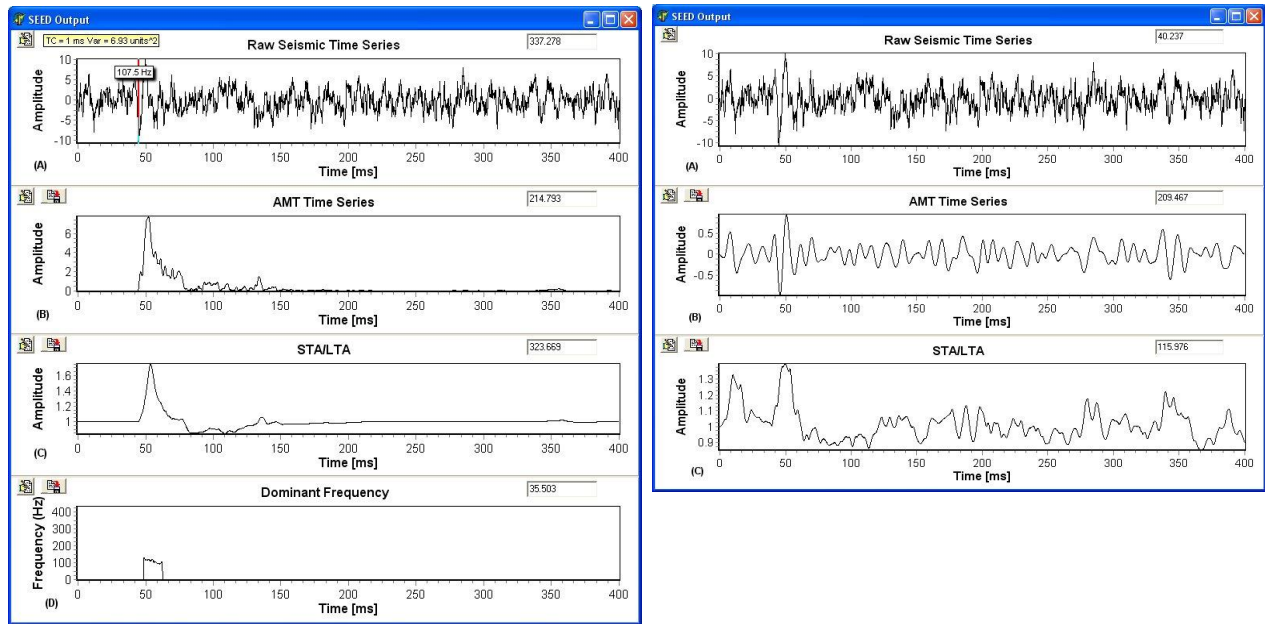 SEED Output
TC = 1 ms Var = 6.93 units^2
Raw Seismic Time Series
337.278
107.5 Hz
Amplitude
10
5
0
-5
-10
0 50 100 150 200 250 300 350 400
(A)
Time [ms]
AMT Time Series
214.793
Amplitude
6
4
2
0
0 50 100 150 200 250 300 350 400
(B)
Time [ms]
STA/LTA
323.669
Amplitude
1.6
1.4
1.2
1
0 50 100 150 200 250 300 350 400
(C)
Time [ms]
Dominant Frequency
35.503
Frequency (Hz)
400
300
200
100
0
0 50 100 150 200 250 300 350 400
(D)
Time [ms]
SEED Output
Raw Seismic Time Series
40.237
Amplitude
10
5
0
-5
-10
0 50 100 150 200 250 300 350 400
(A)
Time [ms]
AMT Time Series
209.467
Amplitude
0.5
0
-0.5
0 50 100 150 200 250 300 350 400
(B)
Time [ms]
STA/LTA
115.976
Amplitude
1.3
1.2
1.1
1
0.9
0 50 100 150 200 250 300 350 400
(C)
Time [ms]